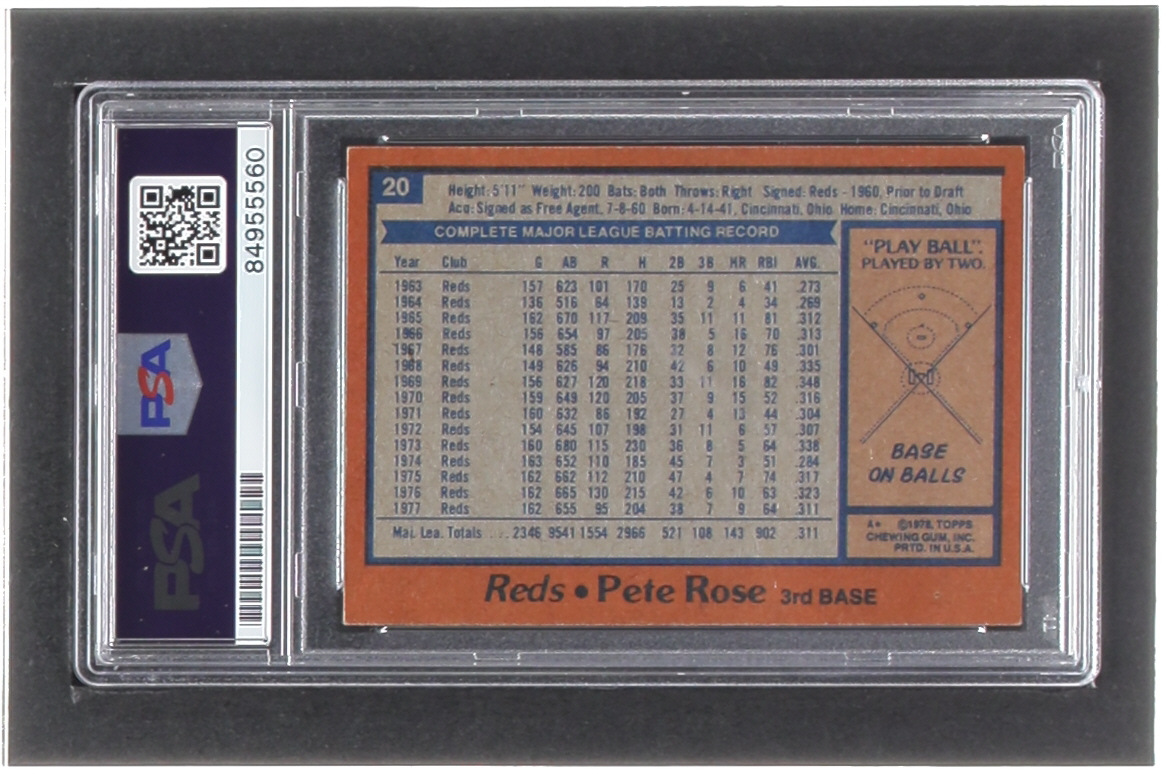 84955560
PSA
PSA
20
Height: 5'11" Weight: 200 Bats: Both Throws: Right Signed: Reds - 1960, Prior to Draft
Acq: Signed as Free Agent, 7-8-60 Born: 4-14-41, Cincinnati, Ohio Home: Cincinnati, Ohio
COMPLETE MAJOR LEAGUE BATTING RECORD
Year Club G AB R H 2B 3B HR RBI AVG.
1963 Reds 157 623 101 170 25 9 6 41 .273
1964 Reds 136 516 64 139 13 2 4 34 .269
1965 Reds 162 670 117 209 35 11 11 81 .312
1966 Reds 156 654 97 205 38 5 16 70 .313
1967 Reds 148 585 86 176 32 8 12 76 .301
1968 Reds 149 626 94 210 42 6 10 49 .335
1969 Reds 156 627 120 218 33 11 16 82 .348
1970 Reds 159 649 120 205 37 9 15 52 .316
1971 Reds 160 632 86 192 27 4 13 44 .304
1972 Reds 154 645 107 198 31 11 6 57 .307
1973 Reds 160 680 115 230 36 8 5 64 .338
1974 Reds 163 652 110 185 45 7 3 51 .284
1975 Reds 162 662 112 210 47 4 7 74 .317
1976 Reds 162 665 130 215 42 6 10 63 .323
1977 Reds 162 655 95 204 38 7 9 64 .311
Maj. Lea. Totals .... 2346 9541 1554 2966 521 108 143 902 .311
"PLAY BALL".
PLAYED BY TWO.
BASE
ON BALLS
A* ©1978, TOPPS
CHEWING GUM, INC.
PRTD. IN U.S.A.
Reds • Pete Rose 3rd BASE